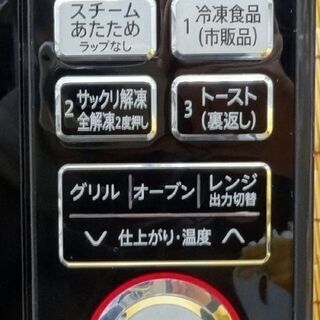 スチーム
あたため
ラップなし
1 冷凍食品
(市販品)
2 サックリ解凍
全解凍2度押し
3 トースト
(裏返し)
グリル オーブン レンジ
出力切替
仕上がり・温度